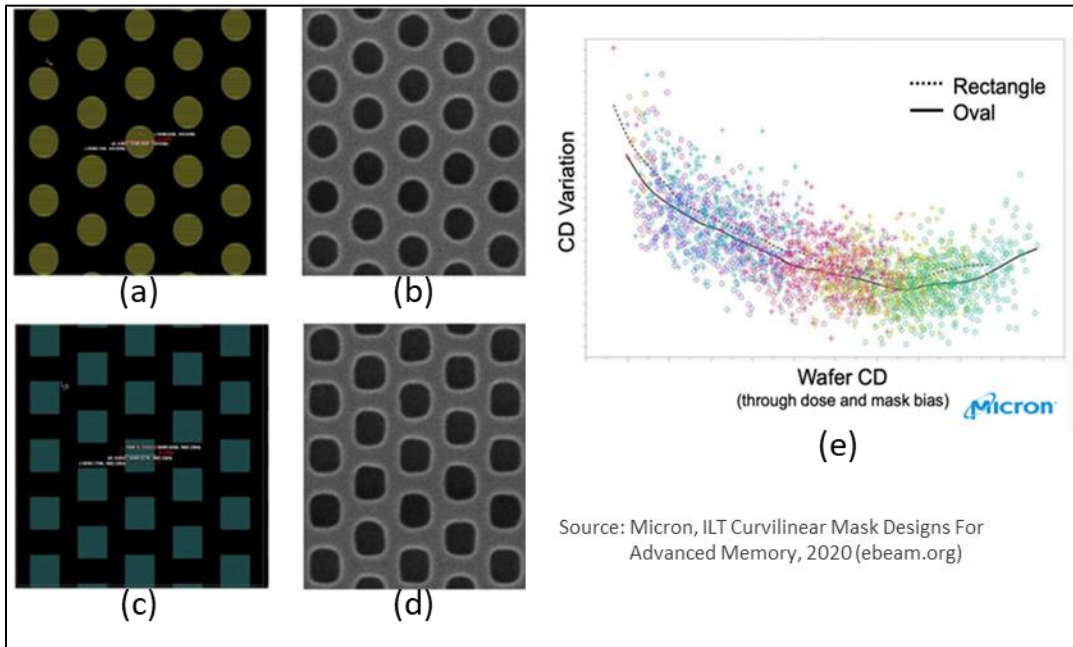 (a)
(b)
(c)
(d)
CD Variation
Rectangle
Oval
Wafer CD
(through dose and mask bias)
Micron
(e)
Source: Micron, ILT Curvilinear Mask Designs For
Advanced Memory, 2020 (ebeam.org)